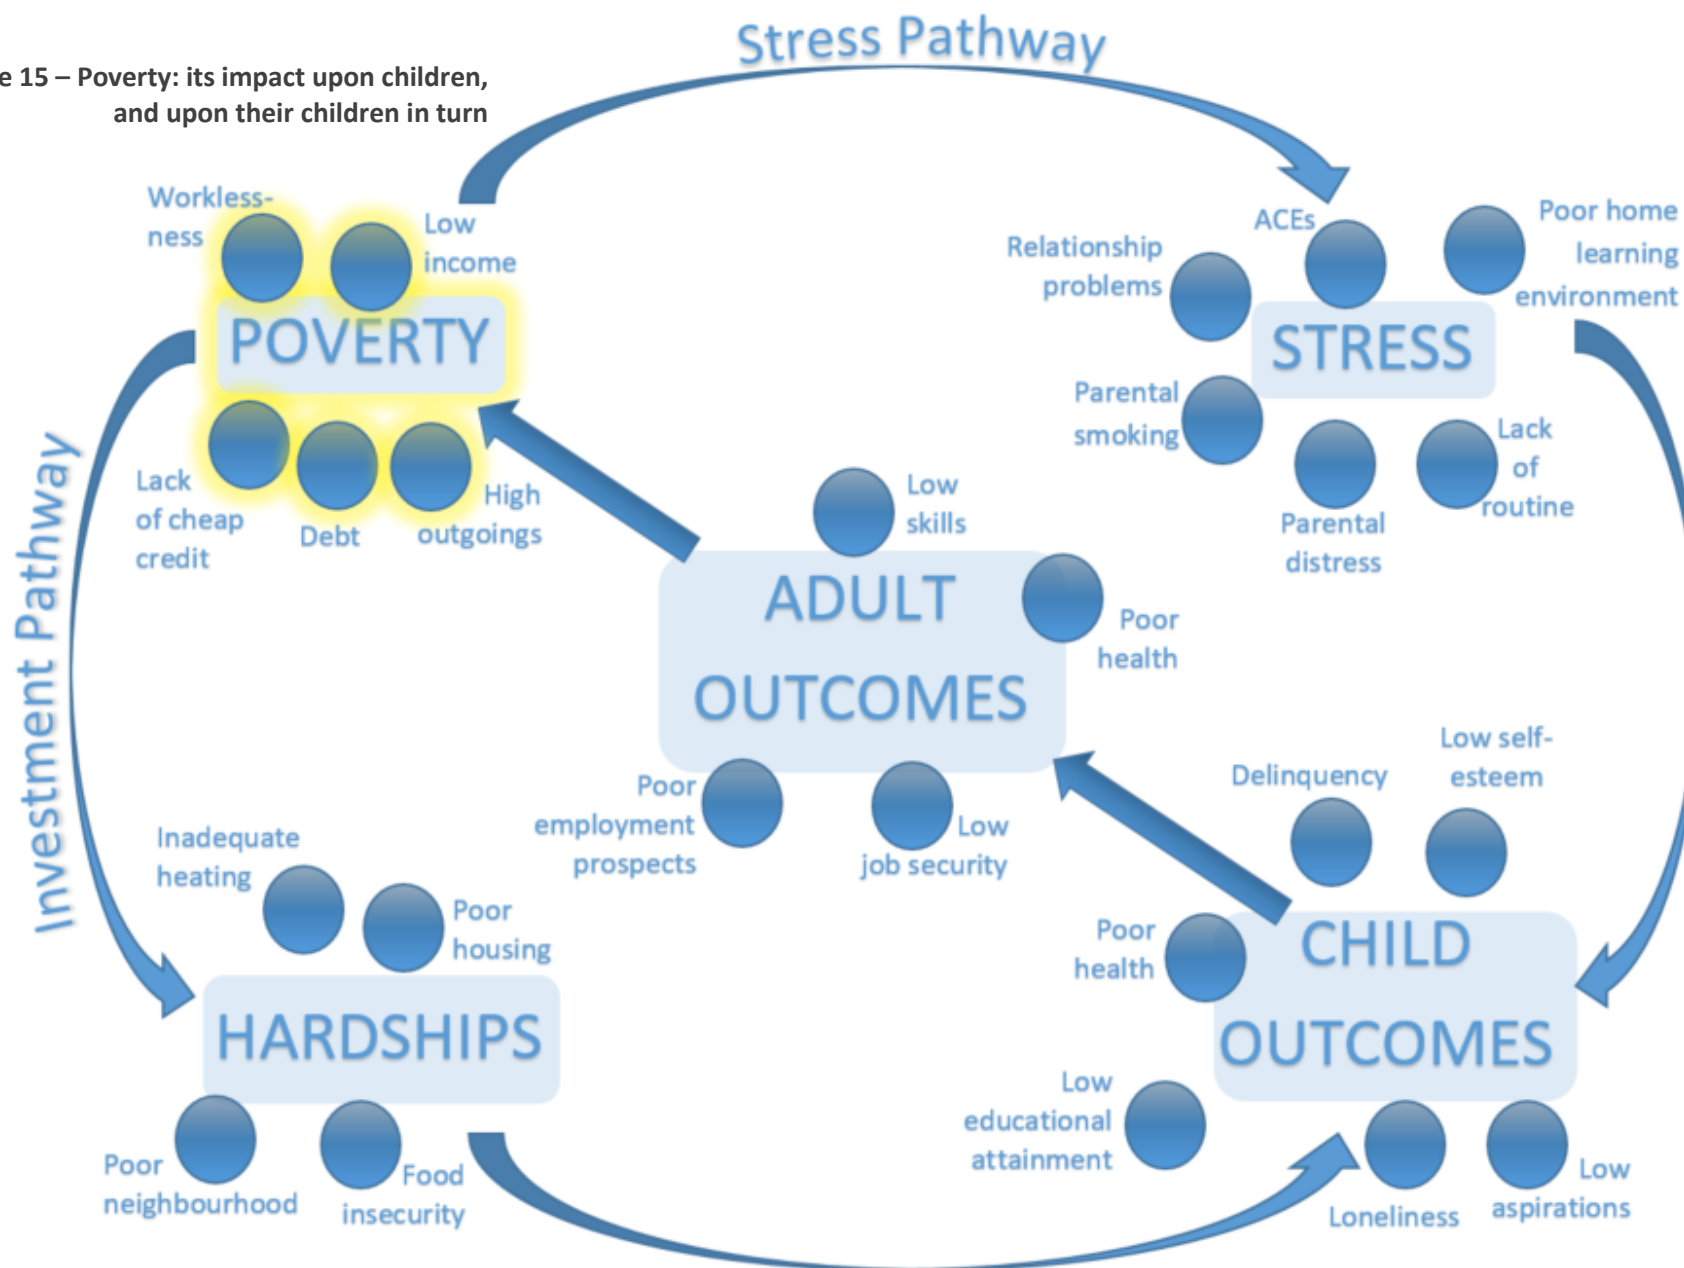 Stress Pathway
e 15 – Poverty: its impact upon children,
and upon their children in turn
Workless-
ness
Low
income
POVERTY
Lack
of cheap
credit
Debt
High
outgoings
ACEs
Relationship
problems
Poor home
learning
environment
STRESS
Parental
smoking
Parental
distress
Lack
of
routine
Investment Pathway
Low
skills
ADULT
OUTCOMES
Poor
health
Poor
employment
prospects
Low
job security
Inadequate
heating
Poor
housing
HARDSHIPS
Poor
neighbourhood
Food
insecurity
Delinquency
Low self-
esteem
Poor
health
CHILD
OUTCOMES
Low
educational
attainment
Loneliness
Low
aspirations